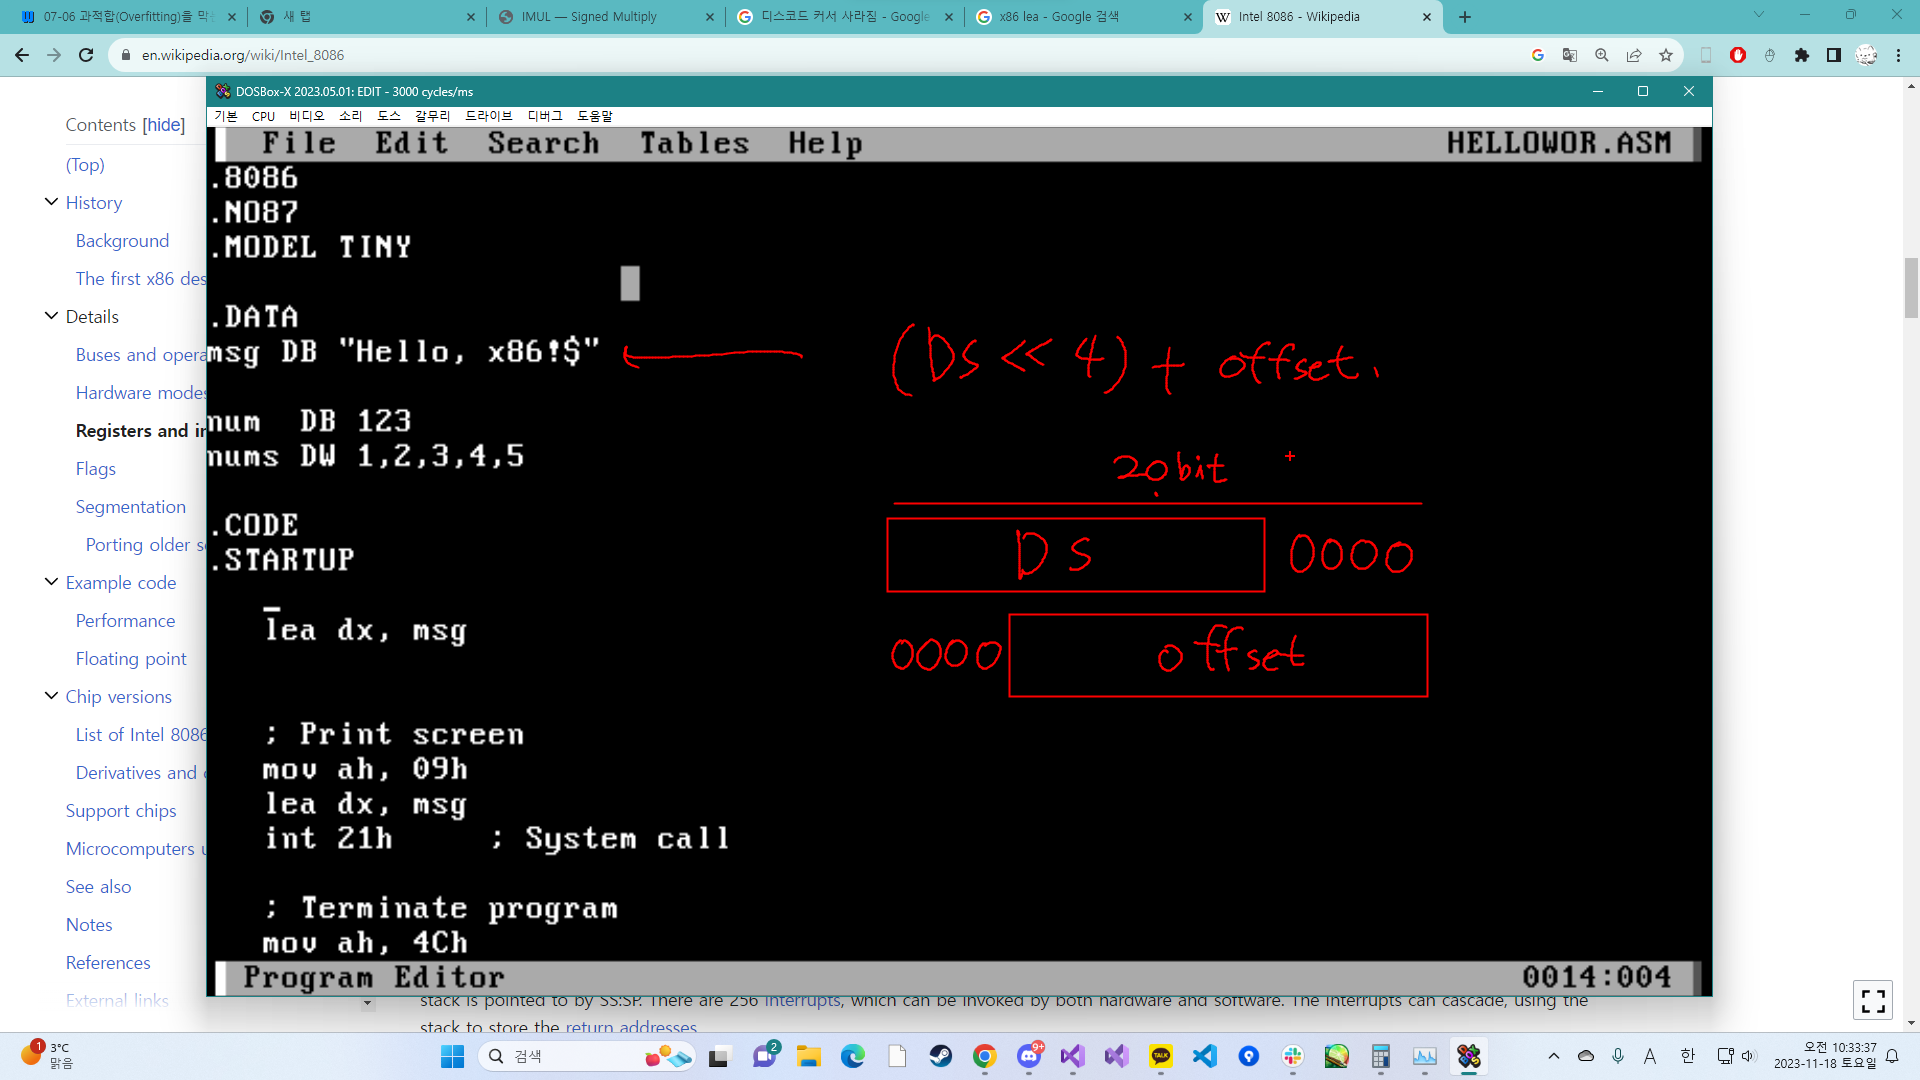 07-06 과적합(Overfitting)을 막는
새 탭
IMUL — Signed Multiply
디스코드 커서 사라짐 - Google
x86 lea - Google 검색
Intel 8086 - Wikipedia
en.wikipedia.org/wiki/Intel_8086
DOSBox-X 2023.05.01: EDIT - 3000 cycles/ms
기본 CPU 비디오 소리 도스 갈무리 드라이브 디버그 도움말
File Edit Search Tables Help HELLOWOR.ASM
.8086
.NO87
.MODEL TINY
.DATA
msg DB "Hello, x86!$"
num DB 123
nums DW 1,2,3,4,5
.CODE
.STARTUP
lea dx, msg
; Print screen
mov ah, 09h
lea dx, msg
int 21h ; System call
; Terminate program
mov ah, 4Ch
Program Editor 0014:004
(DS << 4) + offset.
20bit
DS 0000
0000 offset
Contents [hide]
(Top)
History
Background
The first x86 des
Details
Buses and opera
Hardware modes
Registers and in
Flags
Segmentation
Porting older s
Example code
Performance
Floating point
Chip versions
List of Intel 8086
Derivatives and
Support chips
Microcomputers u
See also
Notes
References
External links
stack is pointed to by SS:SP. There are 256 interrupts, which can be invoked by both hardware and software. The interrupts can cascade, using the
stack to store the return addresses.
1
3°C
맑음
검색
2
9+
TALK
A
한
오전 10:33:37
2023-11-18 토요일